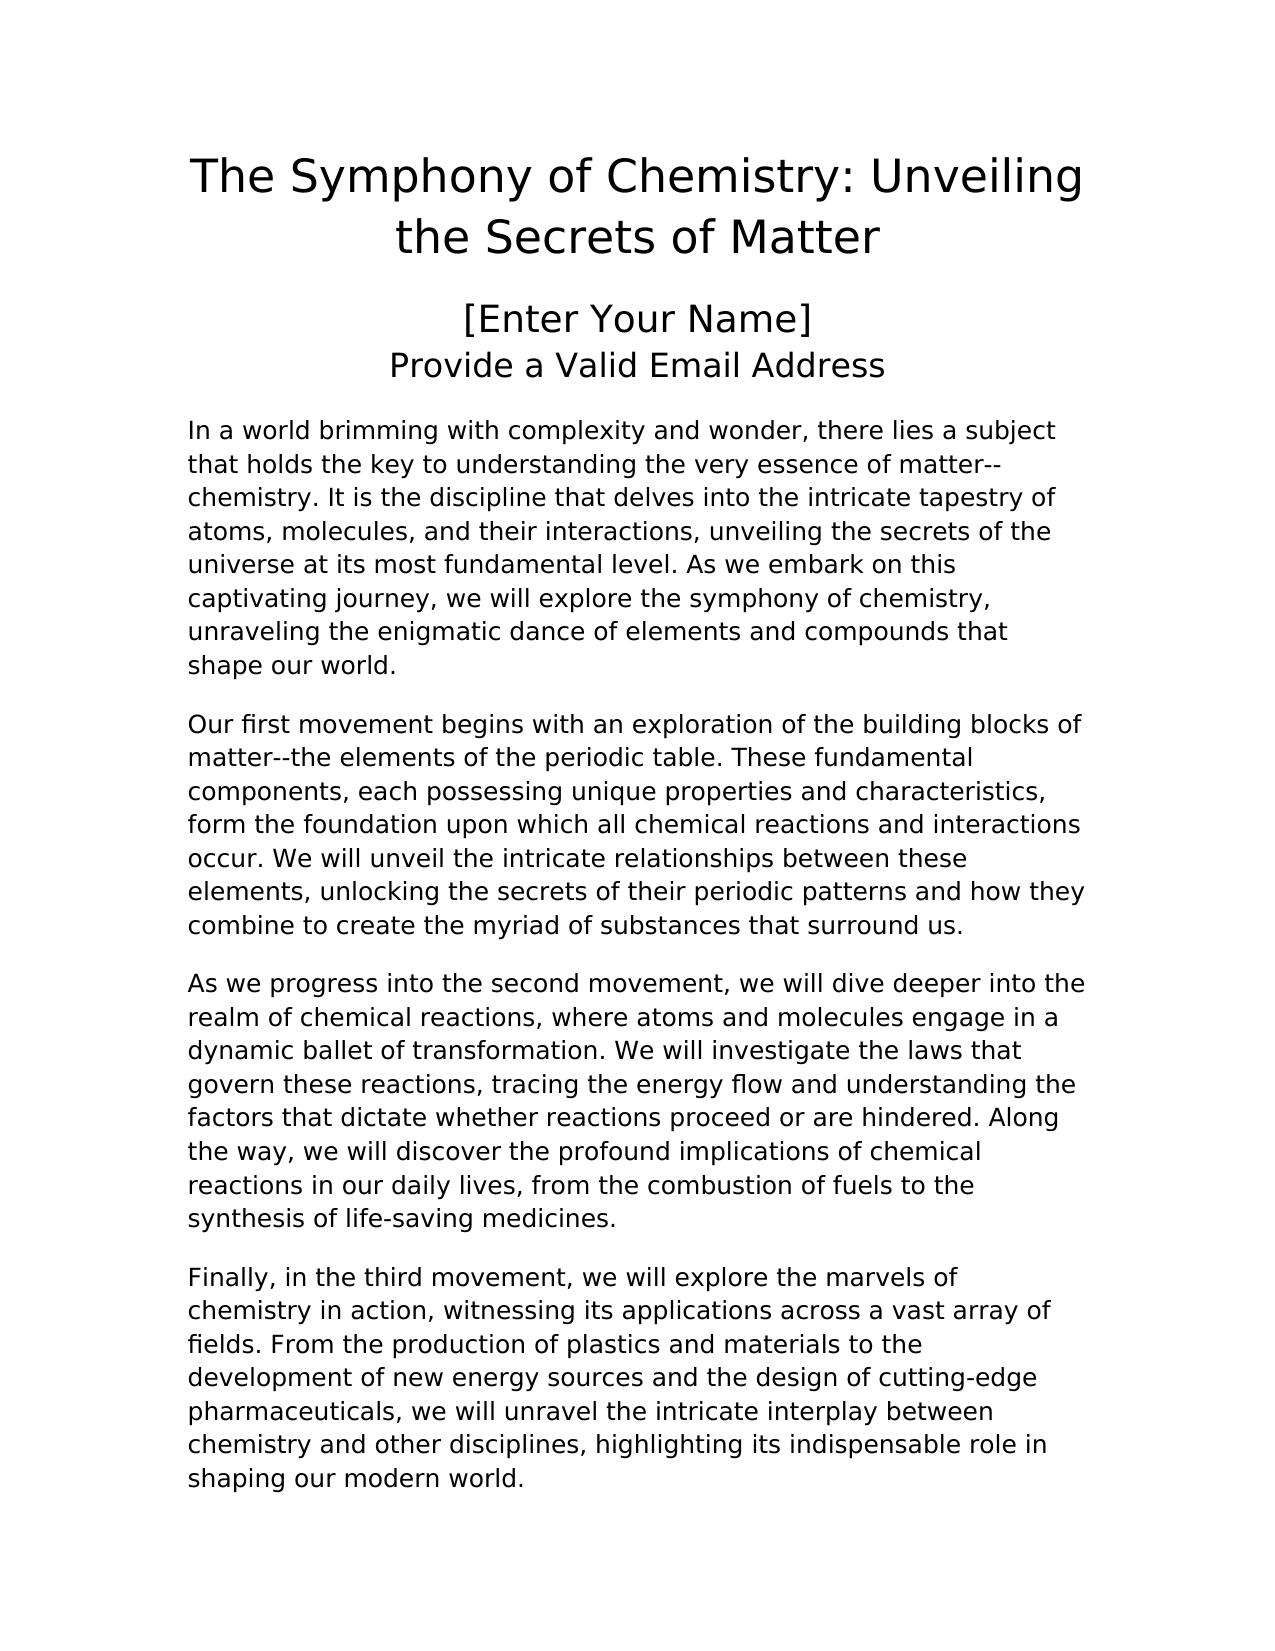 The Symphony of Chemistry: Unveiling
the Secrets of Matter
[Enter Your Name]
Provide a Valid Email Address
In a world brimming with complexity and wonder, there lies a subject
that holds the key to understanding the very essence of matter--
chemistry. It is the discipline that delves into the intricate tapestry of
atoms, molecules, and their interactions, unveiling the secrets of the
universe at its most fundamental level. As we embark on this
captivating journey, we will explore the symphony of chemistry,
unraveling the enigmatic dance of elements and compounds that
shape our world.
Our first movement begins with an exploration of the building blocks of
matter--the elements of the periodic table. These fundamental
components, each possessing unique properties and characteristics,
form the foundation upon which all chemical reactions and interactions
occur. We will unveil the intricate relationships between these
elements, unlocking the secrets of their periodic patterns and how they
combine to create the myriad of substances that surround us.
As we progress into the second movement, we will dive deeper into the
realm of chemical reactions, where atoms and molecules engage in a
dynamic ballet of transformation. We will investigate the laws that
govern these reactions, tracing the energy flow and understanding the
factors that dictate whether reactions proceed or are hindered. Along
the way, we will discover the profound implications of chemical
reactions in our daily lives, from the combustion of fuels to the
synthesis of life-saving medicines.
Finally, in the third movement, we will explore the marvels of
chemistry in action, witnessing its applications across a vast array of
fields. From the production of plastics and materials to the
development of new energy sources and the design of cutting-edge
pharmaceuticals, we will unravel the intricate interplay between
chemistry and other disciplines, highlighting its indispensable role in
shaping our modern world.